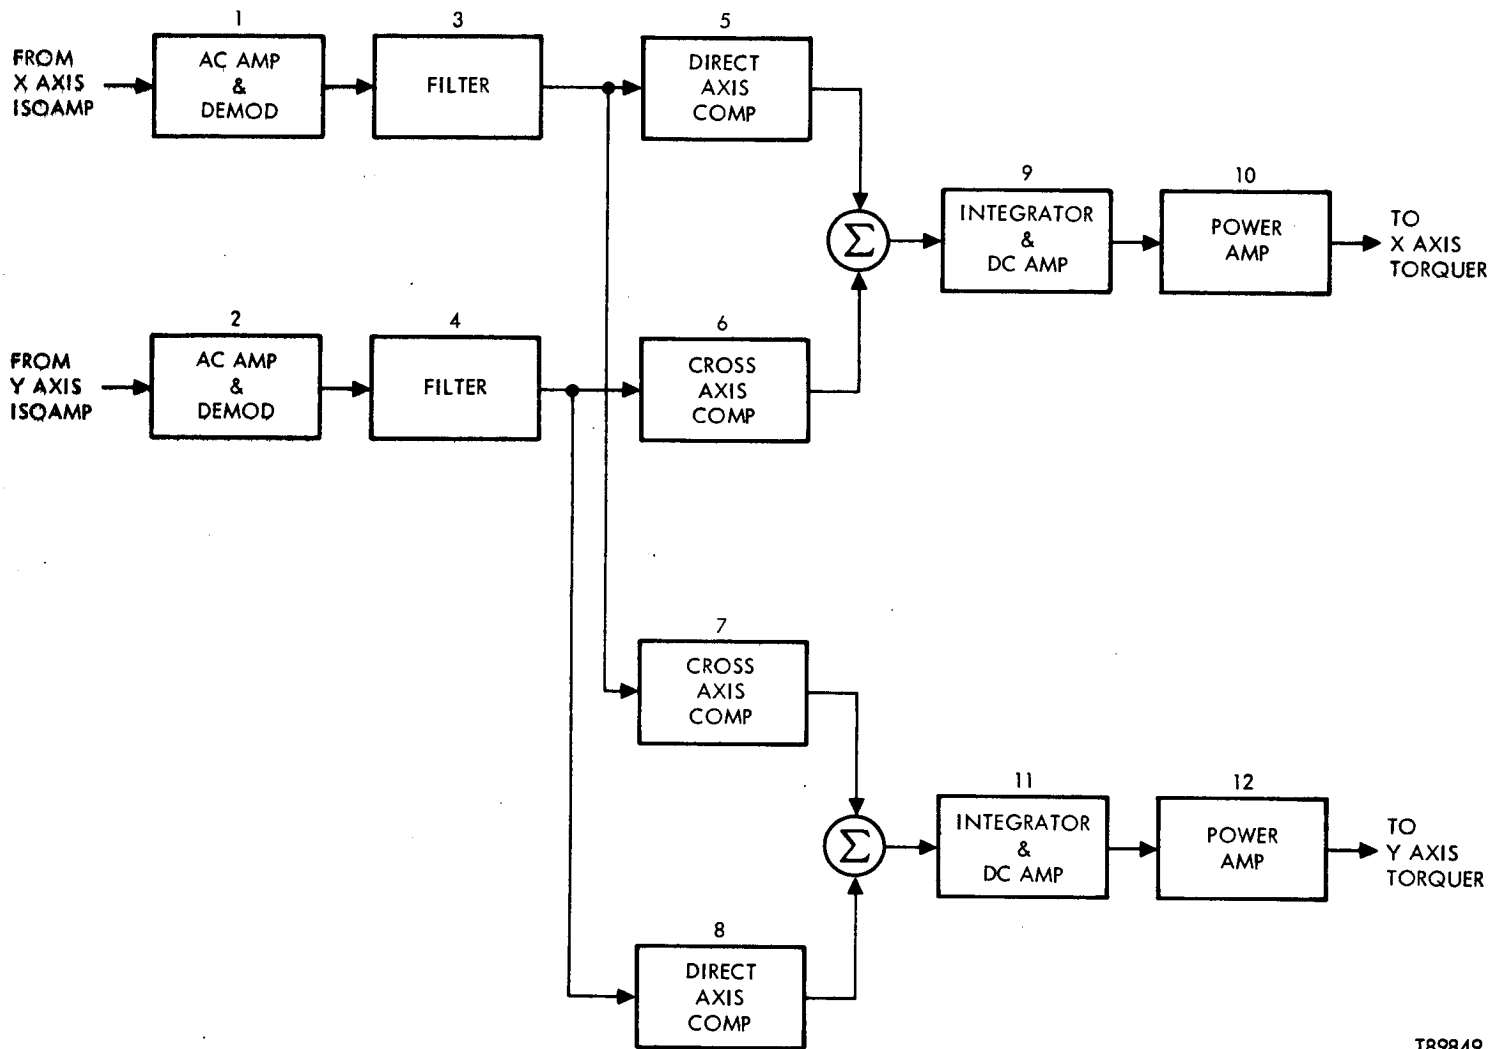 1
3
5
FROM
X AXIS
ISOAMP
AC AMP
&
DEMOD
FILTER
DIRECT
AXIS
COMP
9
10
Σ
INTEGRATOR
&
DC AMP
POWER
AMP
TO
X AXIS
TORQUER
2
4
6
FROM
Y AXIS
ISOAMP
AC AMP
&
DEMOD
FILTER
CROSS
AXIS
COMP
7
CROSS
AXIS
COMP
11
12
Σ
INTEGRATOR
&
DC AMP
POWER
AMP
TO
Y AXIS
TORQUER
8
DIRECT
AXIS
COMP
T89849